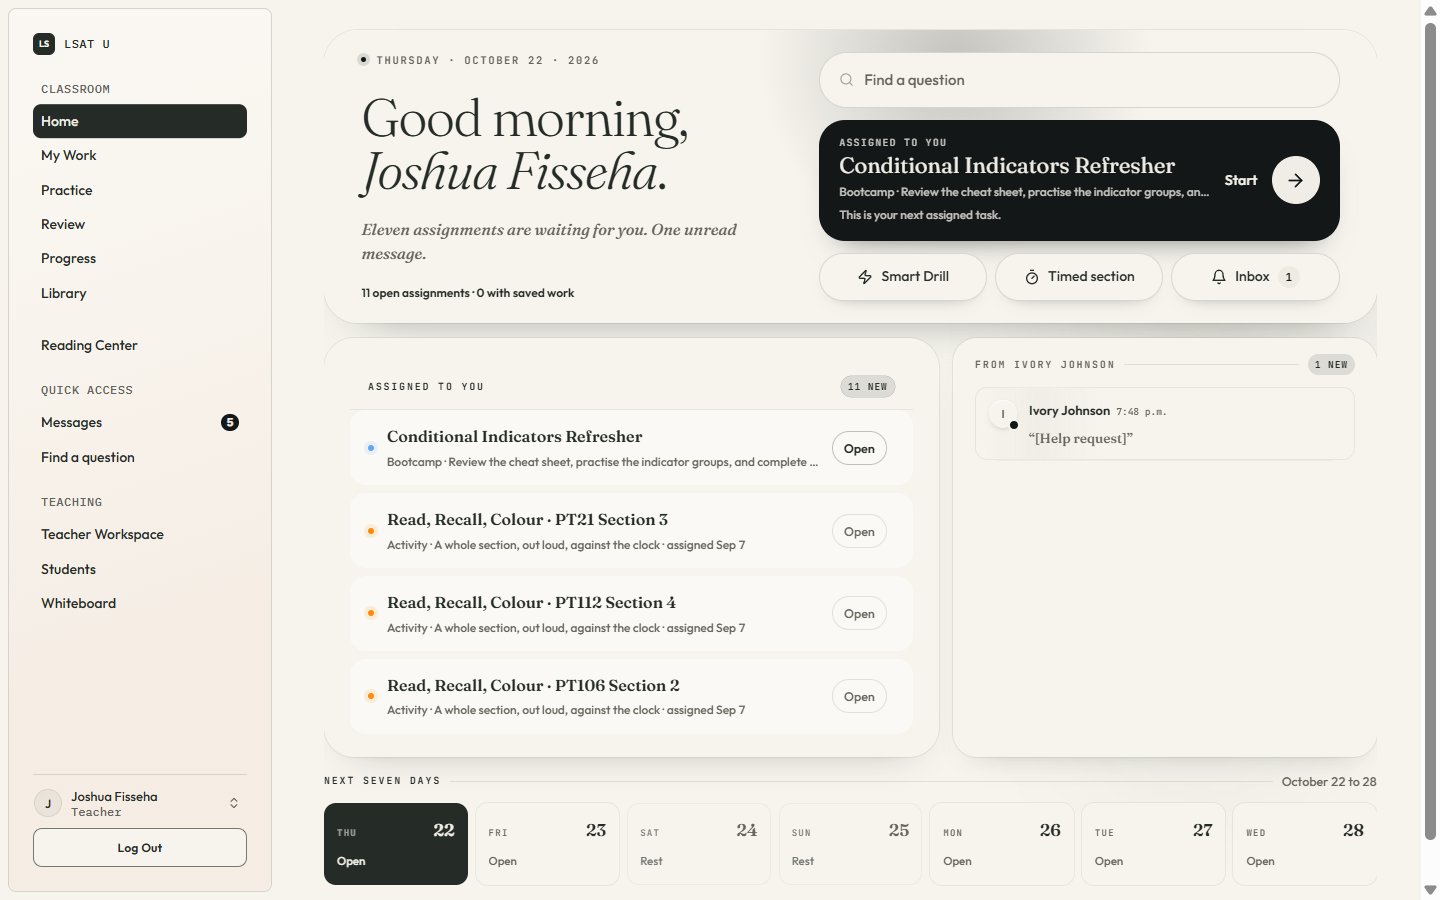 LS LSAT U
CLASSROOM
Home
My Work
Practice
Review
Progress
Library
Reading Center
QUICK ACCESS
Messages 5
Find a question
TEACHING
Teacher Workspace
Students
Whiteboard
J Joshua Fisseha
Teacher
Log Out
THURSDAY · OCTOBER 22 · 2026
Good morning,
Joshua Fisseha.
Eleven assignments are waiting for you. One unread
message.
11 open assignments · 0 with saved work
Find a question
ASSIGNED TO YOU
Conditional Indicators Refresher
Bootcamp · Review the cheat sheet, practise the indicator groups, an…
This is your next assigned task.
Start
Smart Drill
Timed section
Inbox 1
ASSIGNED TO YOU 11 NEW
Conditional Indicators Refresher
Bootcamp · Review the cheat sheet, practise the indicator groups, and complete …
Open
Read, Recall, Colour · PT21 Section 3
Activity · A whole section, out loud, against the clock · assigned Sep 7
Open
Read, Recall, Colour · PT112 Section 4
Activity · A whole section, out loud, against the clock · assigned Sep 7
Open
Read, Recall, Colour · PT106 Section 2
Activity · A whole section, out loud, against the clock · assigned Sep 7
Open
FROM IVORY JOHNSON 1 NEW
I Ivory Johnson 7:48 p.m.
“[Help request]”
NEXT SEVEN DAYS October 22 to 28
THU 22
Open
FRI 23
Open
SAT 24
Rest
SUN 25
Rest
MON 26
Open
TUE 27
Open
WED 28
Open